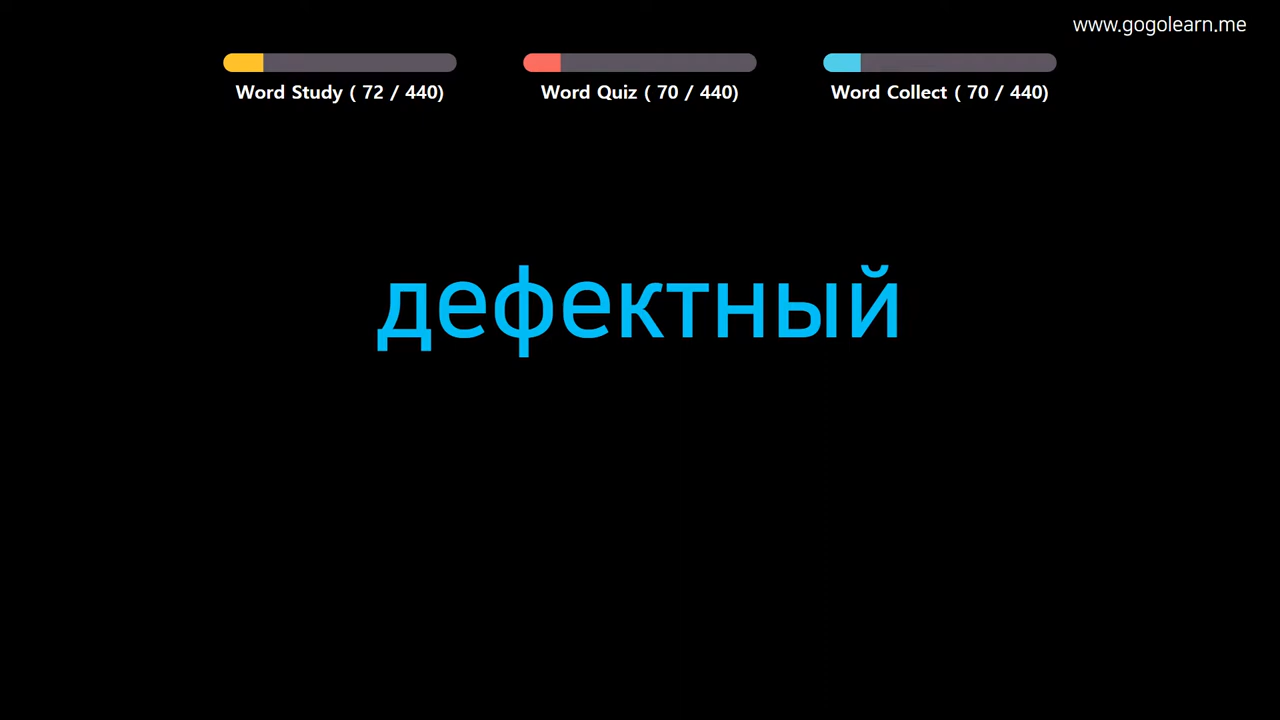 www.gogolearn.me
Word Study ( 72 / 440)
Word Quiz ( 70 / 440)
Word Collect ( 70 / 440)
дефектный